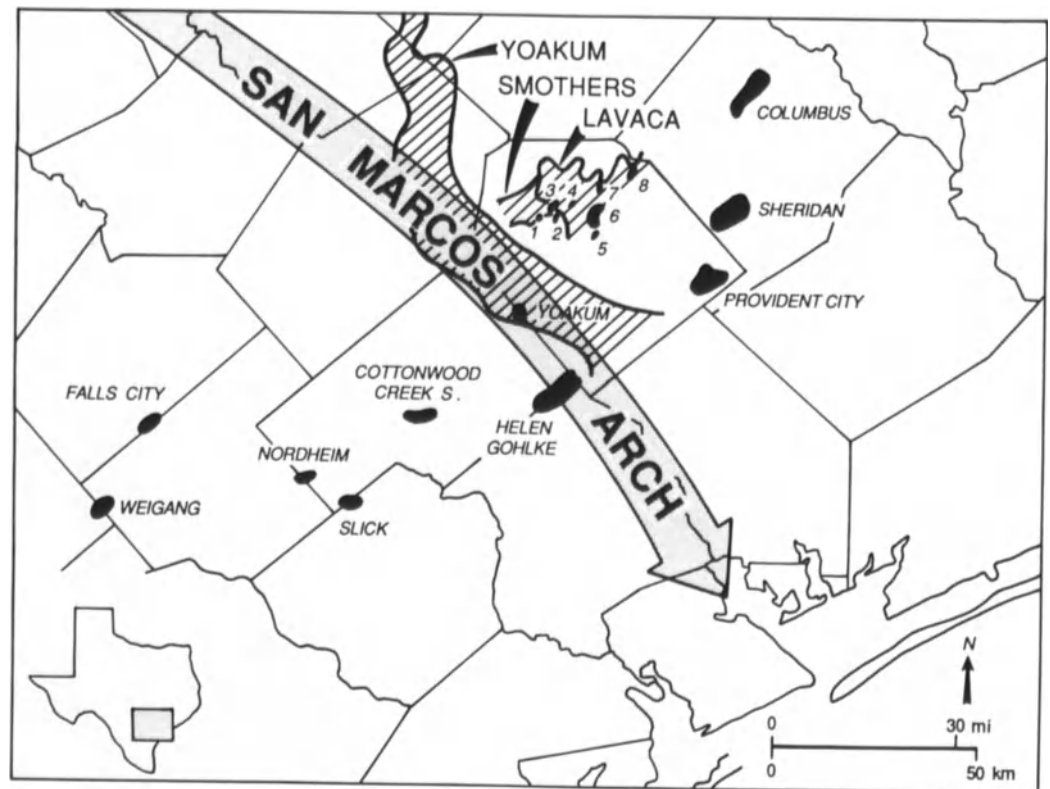 YOAKUM
SMOTHERS
LAVACA
SAN MARCOS ARCH
COLUMBUS
3 4 7 8
6
1 2 5
SHERIDAN
PROVIDENT CITY
YOAKUM
COTTONWOOD
CREEK S.
FALLS CITY
HELEN
GOHLKE
NORDHEIM
WEIGANG
SLICK
N
0 30 mi
0 50 km